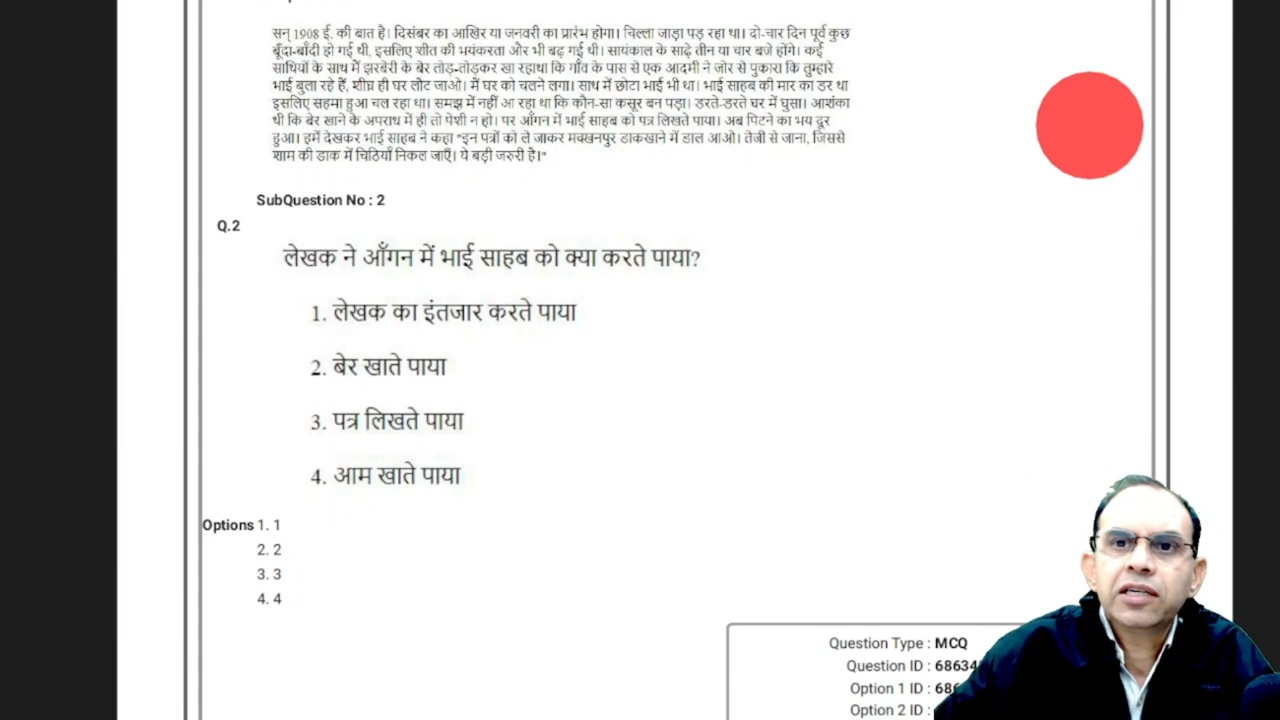 सन् 1908 ई. की बात है। दिसंबर का आखिर या जनवरी का प्रारंभ होगा। चिल्ला जाड़ा पड़ रहा था। दो-चार दिन पूर्व कुछ
बूँदा-बाँदी हो गई थी, इसलिए शीत की भयंकरता और भी बढ़ गई थी। सायंकाल के साढ़े तीन या चार बजे होंगे। कई
साथियों के साथ में झरबेरी के बेर तोड़-तोड़कर खा रहाथा कि गाँव के पास से एक आदमी ने जोर से पुकारा कि तुम्हारे
भाई बुला रहे हैं, शीघ्र ही घर लौट जाओ। मैं घर को चलने लगा। साथ में छोटा भाई भी था। भाई साहब की मार का डर था
इसलिए सहमा हुआ चल रहा था। समझ में नहीं आ रहा था कि कौन-सा कसूर बन पड़ा। डरते-डरते घर में घुसा। आशंका
थी कि बेर खाने के अपराध में ही तो पेशी न हो। पर आँगन में भाई साहब को पत्र लिखते पाया। अब पिटने का भय दूर
हुआ। हमें देखकर भाई साहब ने कहा "इन पत्रों को ले जाकर मक्खनपुर डाकखाने में डाल आओ। तेजी से जाना, जिससे
शाम की डाक में चिठियाँ निकल जाएँ। ये बड़ी जरुरी है।"
SubQuestion No : 2
Q.2
लेखक ने आँगन में भाई साहब को क्या करते पाया?
1. लेखक का इंतजार करते पाया
2. बेर खाते पाया
3. पत्र लिखते पाया
4. आम खाते पाया
Options 1. 1
2. 2
3. 3
4. 4
Question Type : MCQ
Question ID : 68634
Option 1 ID :
Option 2 ID :